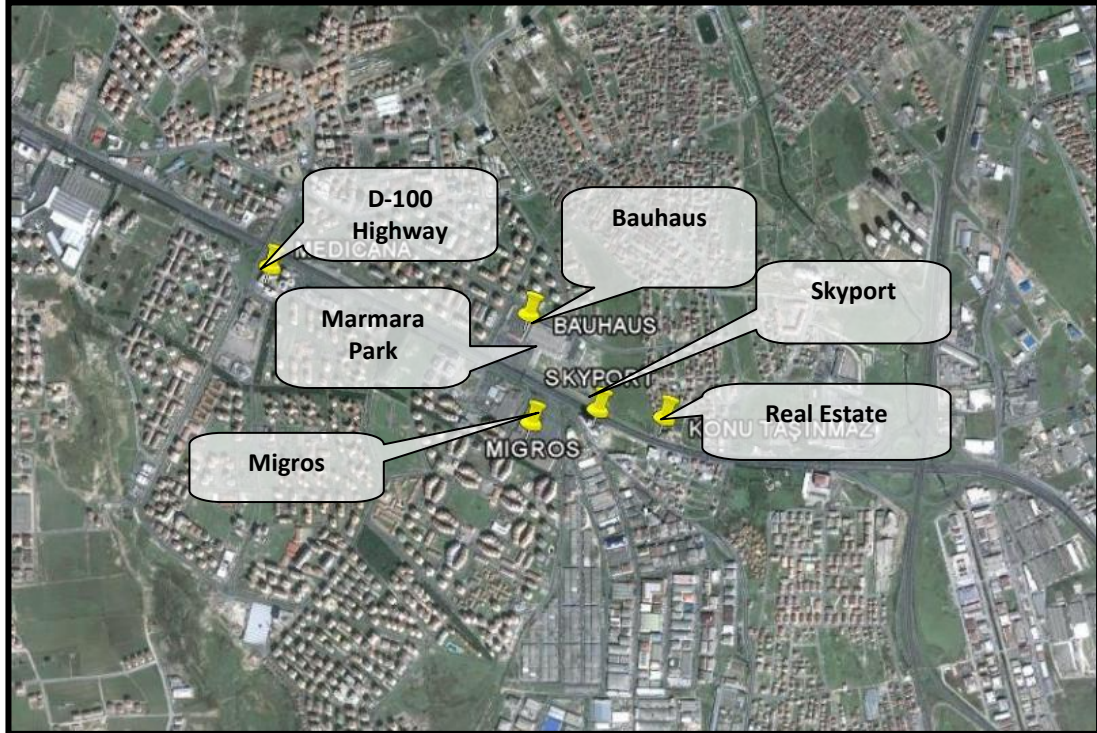 D-100
Highway
Bauhaus
MEDICANA
Skyport
Marmara
Park
BAUHAUS
SKYPORT
Real Estate
KONU TAŞINMAZ
Migros
MIGROS